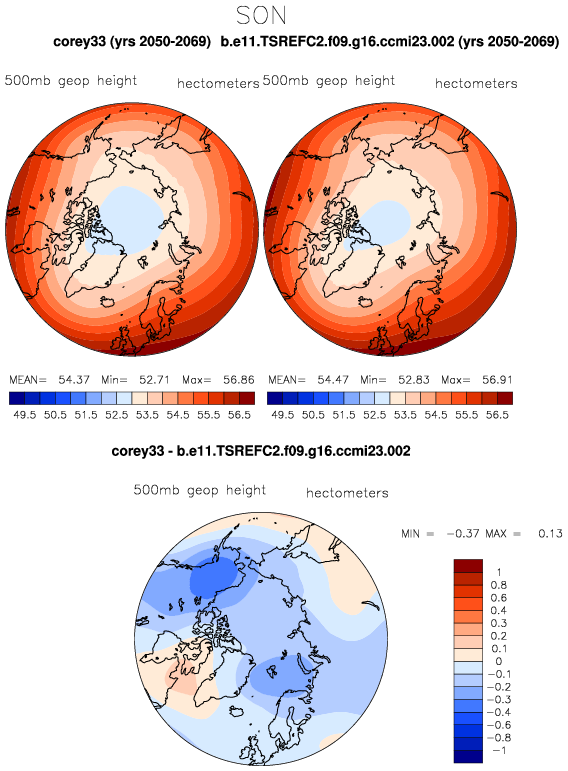 SON
corey33 (yrs 2050-2069) b.e11.TSREFC2.f09.g16.ccmi23.002 (yrs 2050-2069)
500mb geop height hectometers 500mb geop height hectometers
MEAN= 54.37 Min= 52.71 Max= 56.86 MEAN= 54.47 Min= 52.83 Max= 56.91
49.5 50.5 51.5 52.5 53.5 54.5 55.5 56.5 49.5 50.5 51.5 52.5 53.5 54.5 55.5 56.5
corey33 - b.e11.TSREFC2.f09.g16.ccmi23.002
500mb geop height hectometers
MIN = -0.37 MAX = 0.13
1
0.8
0.6
0.4
0.3
0.2
0.1
0
-0.1
-0.2
-0.3
-0.4
-0.6
-0.8
-1